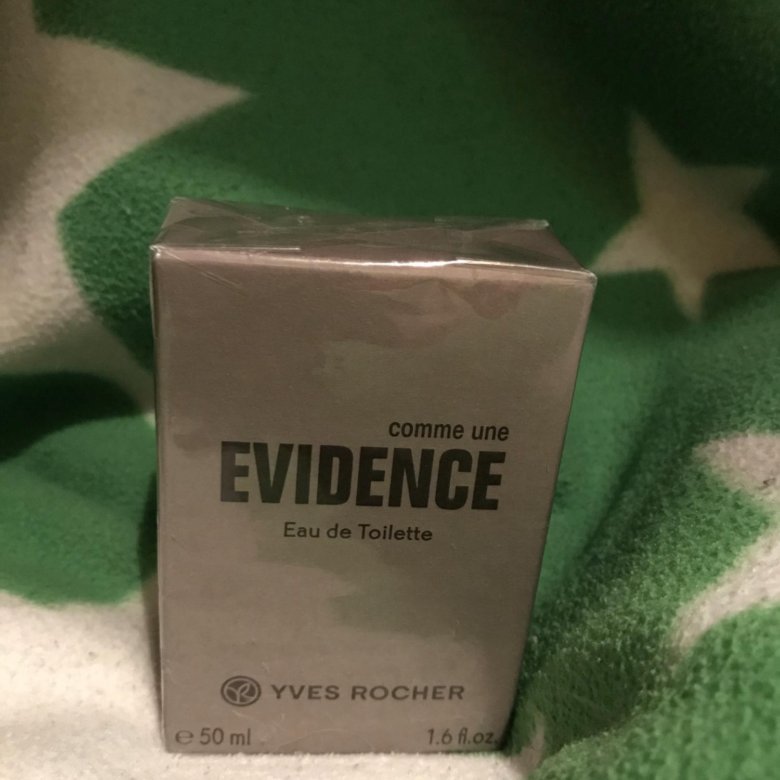 comme une
EVIDENCE
Eau de Toilette
YVES ROCHER
e 50 ml 1.6 fl.oz.